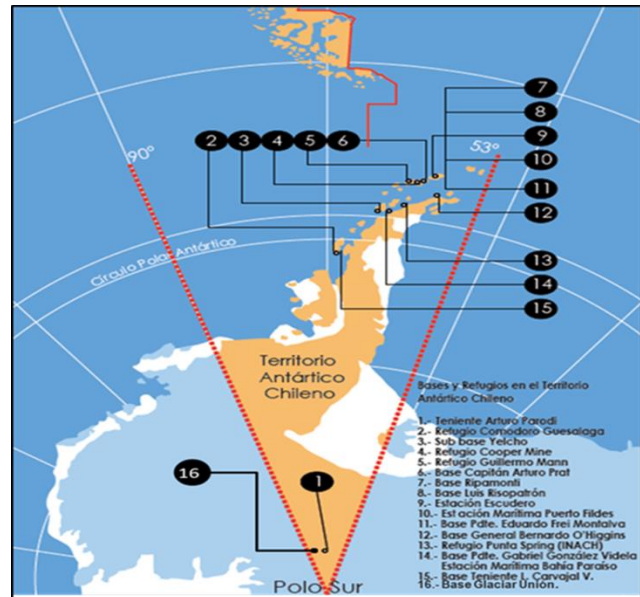 7
8
2 3 4 5 6
9
90°
53°
10
11
12
Círculo Polar Antártico
13
14
15
Territorio
Antártico
Chileno
Bases y Refugios en el Territorio
Antártico Chileno
1.- Teniente Arturo Parodi
2.- Refugio Comodoro Guesalaga
3.- Sub base Yelcho
4.- Refugio Cooper Mine
5.- Refugio Guillermo Mann
6.- Base Capitán Arturo Prat
7.- Base Ripamonti
8.- Base Luis Risopatrón
9.- Estación Escudero
10.- Estación Marítima Puerto Fildes
11.- Base Pdte. Eduardo Frei Montalva
12.- Base General Bernardo O'Higgins
13.- Refugio Punta Spring (INACH)
14.- Base Pdte. Gabriel González Videla
Estación Marítima Bahía Paraíso
15.- Base Teniente L. Carvajal V.
16.- Base Glaciar Unión.
16
1
Polo Sur